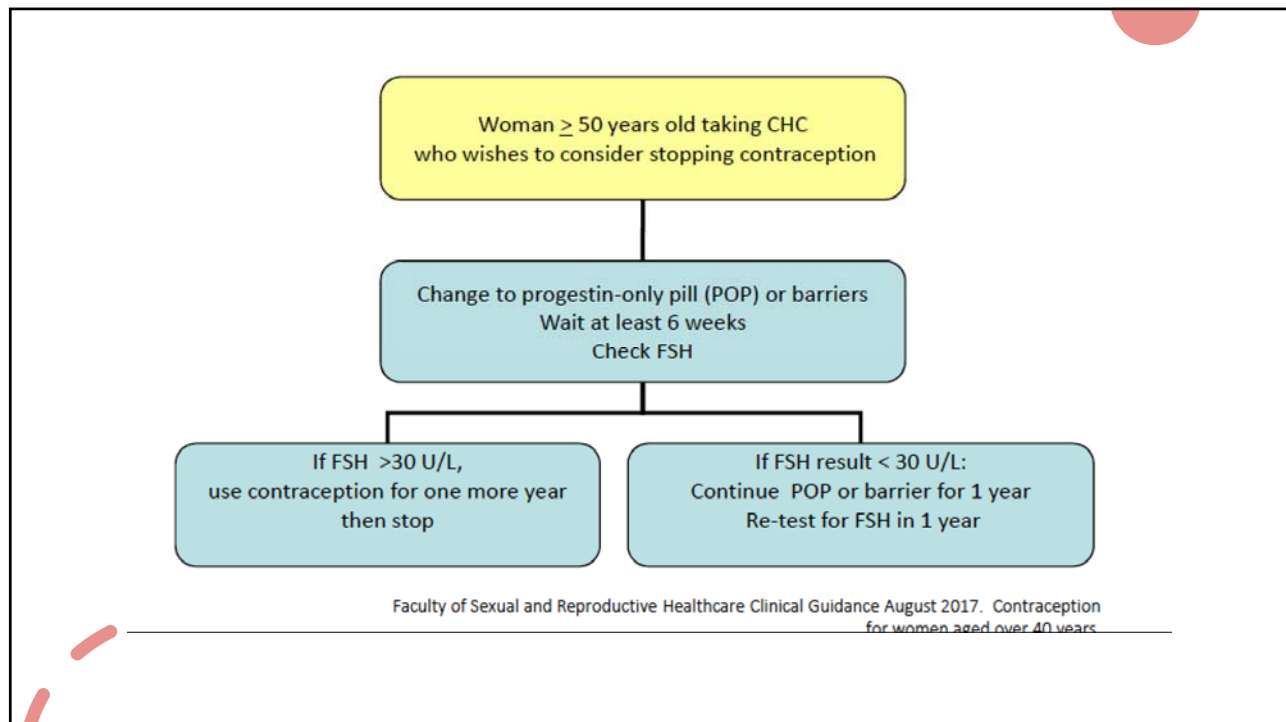 Woman ≥ 50 years old taking CHC
who wishes to consider stopping contraception
Change to progestin-only pill (POP) or barriers
Wait at least 6 weeks
Check FSH
If FSH >30 U/L,
use contraception for one more year
then stop
If FSH result < 30 U/L:
Continue POP or barrier for 1 year
Re-test for FSH in 1 year
Faculty of Sexual and Reproductive Healthcare Clinical Guidance August 2017. Contraception
for women aged over 40 years